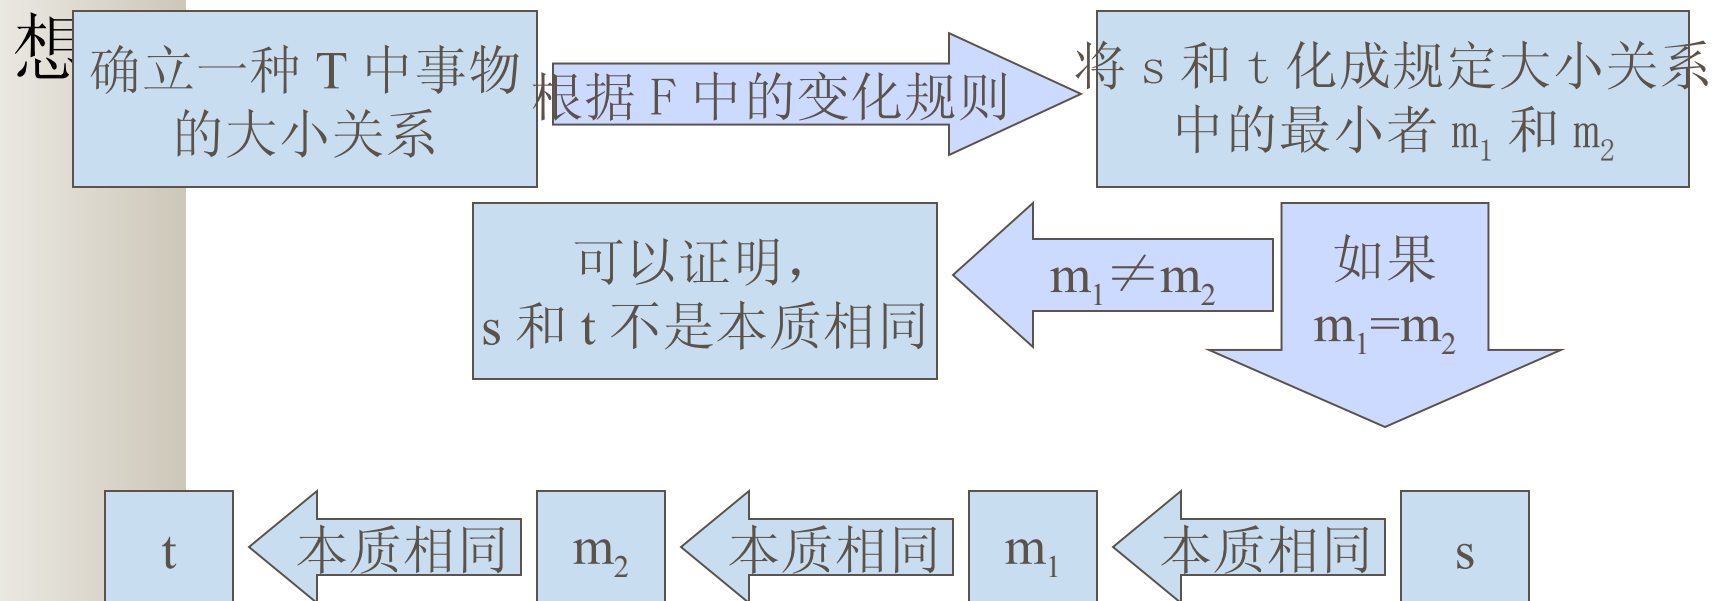 想
确立一种 T 中事物
的大小关系
根据 F 中的变化规则
将 s 和 t 化成规定大小关系
中的最小者 m₁ 和 m₂
可以证明，
s 和 t 不是本质相同
m₁≠m₂
如果
m₁=m₂
t
本质相同
m₂
本质相同
m₁
本质相同
s